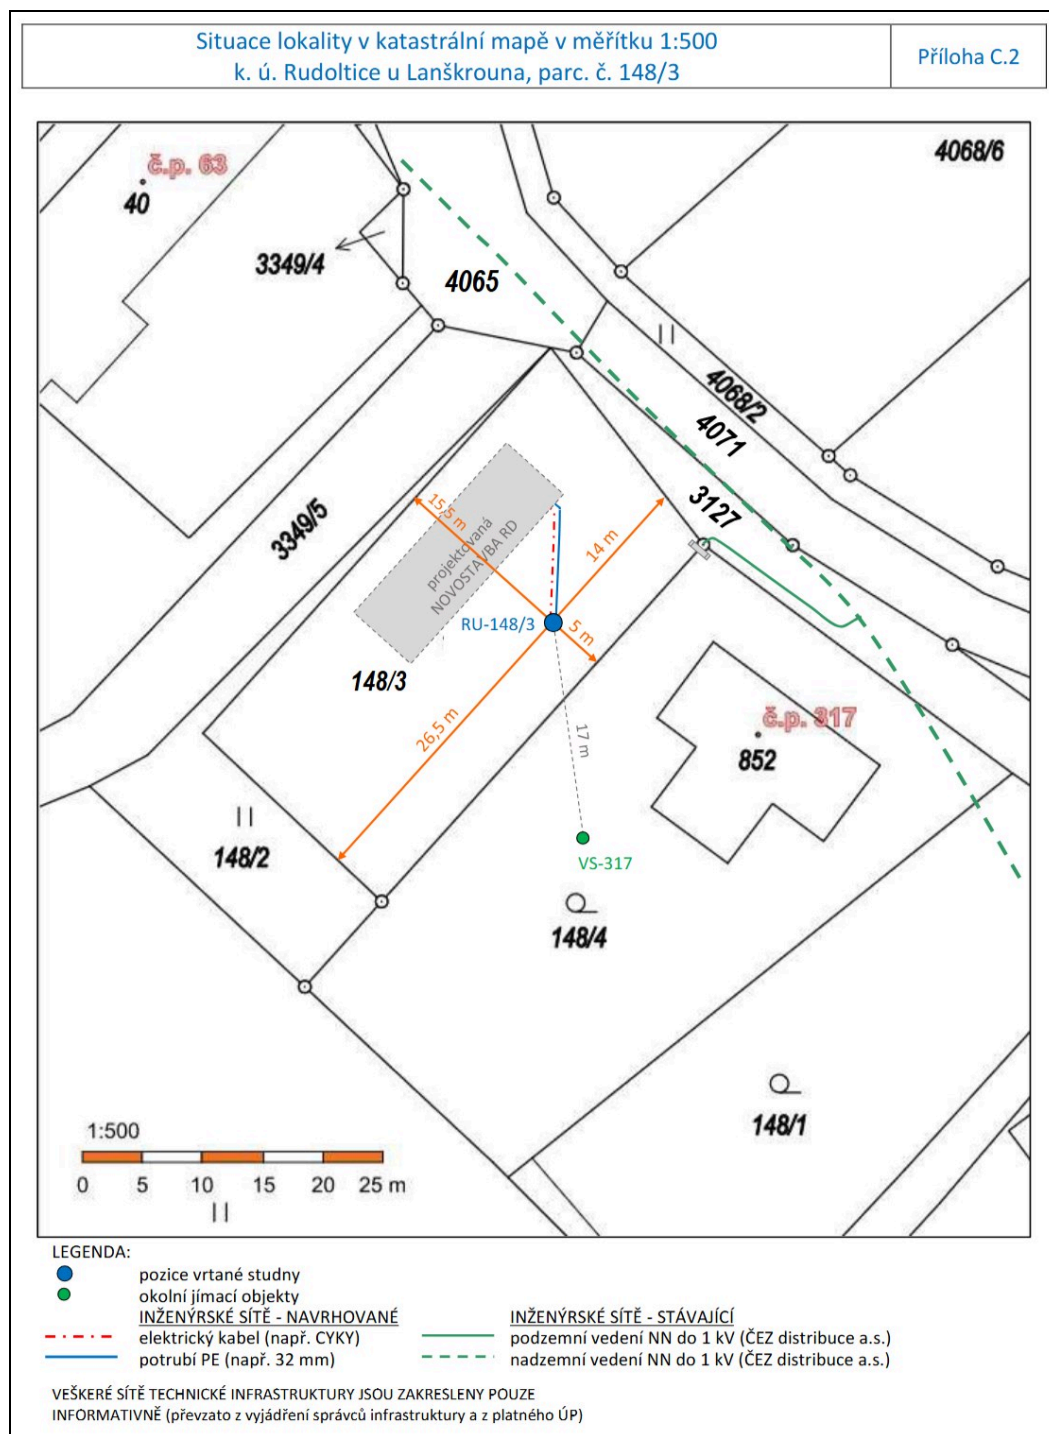 Situace lokality v katastrální mapě v měřítku 1:500
k. ú. Rudoltice u Lanškrouna, parc. č. 148/3
Příloha C.2
4068/6
č.p. 63
40
3349/4
4065
4068/2
4071
3127
3349/5
15,5 m
projektovaná
NOVOSTAVBA RD
14 m
RU-148/3
5 m
148/3
26,5 m
17 m
č.p. 317
852
148/2
VS-317
148/4
148/1
1:500
0 5 10 15 20 25 m
LEGENDA:
pozice vrtané studny
okolní jímací objekty
INŽENÝRSKÉ SÍTĚ - NAVRHOVANÉ
elektrický kabel (např. CYKY)
potrubí PE (např. 32 mm)
INŽENÝRSKÉ SÍTĚ - STÁVAJÍCÍ
podzemní vedení NN do 1 kV (ČEZ distribuce a.s.)
nadzemní vedení NN do 1 kV (ČEZ distribuce a.s.)
VEŠKERÉ SÍTĚ TECHNICKÉ INFRASTRUKTURY JSOU ZAKRESLENY POUZE
INFORMATIVNĚ (převzato z vyjádření správců infrastruktury a z platného ÚP)